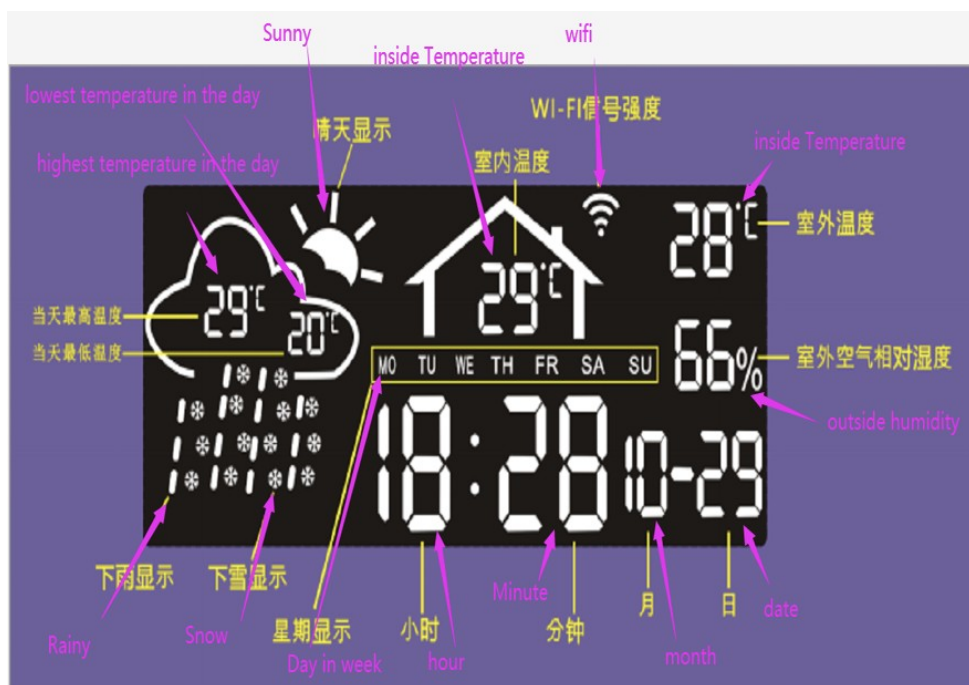 Sunny
wifi
inside Temperature
lowest temperature in the day
WI-FI信号强度
晴天显示
inside Temperature
highest temperature in the day
室内温度
28℃
室外温度
29℃
29℃
当天最高温度
20℃
当天最低温度
MO TU WE TH FR SA SU
66%
室外空气相对湿度
outside humidity
18:28
10-29
下雨显示
下雪显示
Minute
月
日
date
Rainy
Snow
星期显示
小时
分钟
Day in week
hour
month